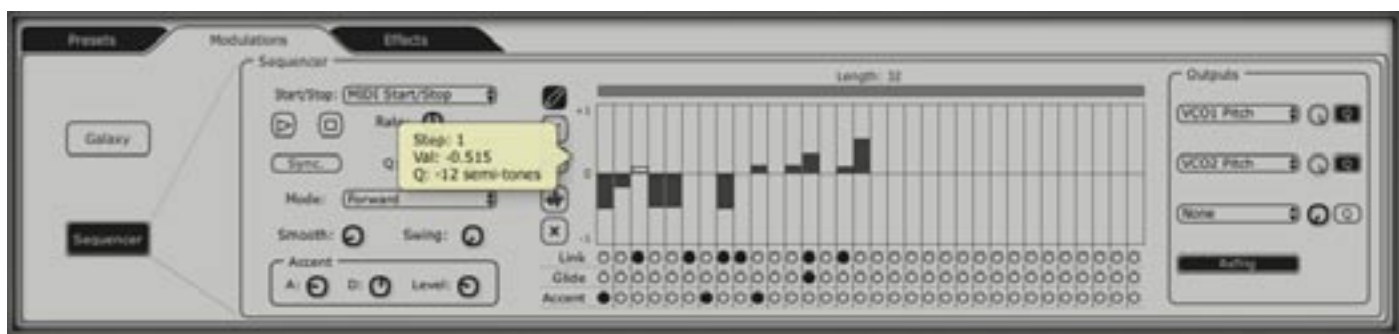 Presets
Modulations
Effects
Sequencer
Length: 32
Outputs
Start/Stop: MIDI Start/Stop
Rate:
Galaxy
Step: 1
Val: -0.515
Q: -12 semi-tones
Sync.
Q
Mode: Forward
Sequencer
Smooth:
Swing:
Accent
A:
D:
Level:
+1
0
-1
Link
Glide
Accent
VCO1 Pitch
Q
VCO2 Pitch
Q
None
Q